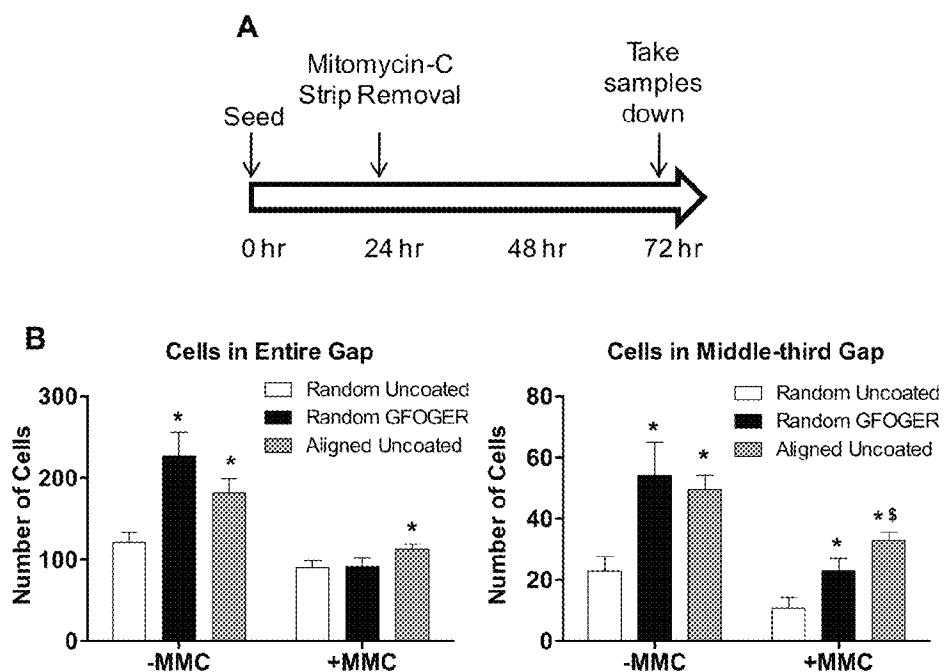 A
Seed
Mitomycin-C
Strip Removal
Take
samples
down
0 hr
24 hr
48 hr
72 hr
B
Cells in Entire Gap
Number of Cells
300
200
100
0
Random Uncoated
Random GFOGER
Aligned Uncoated
*
*
*
-MMC
+MMC
Cells in Middle-third Gap
Number of Cells
80
60
40
20
0
Random Uncoated
Random GFOGER
Aligned Uncoated
*
*
*
* $
-MMC
+MMC